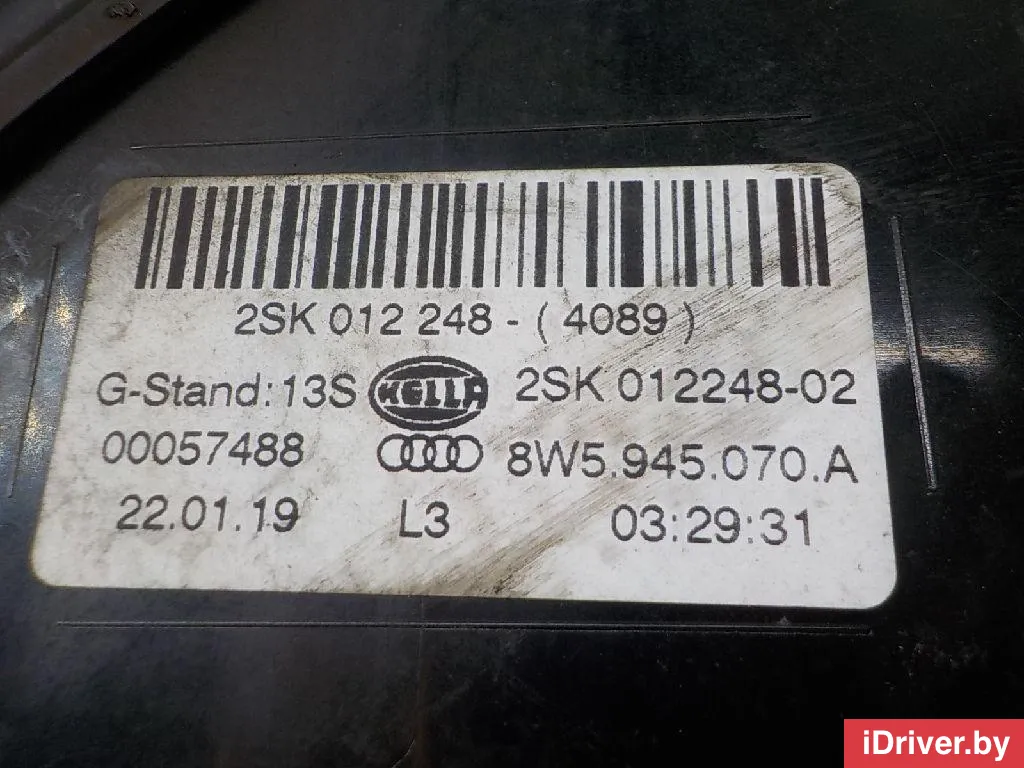 2SK 012 248 - ( 4089 )
G-Stand: 13S HELLA 2SK 012248-02
00057488 8W5.945.070.A
22.01.19 L3 03:29:31
iDriver.by